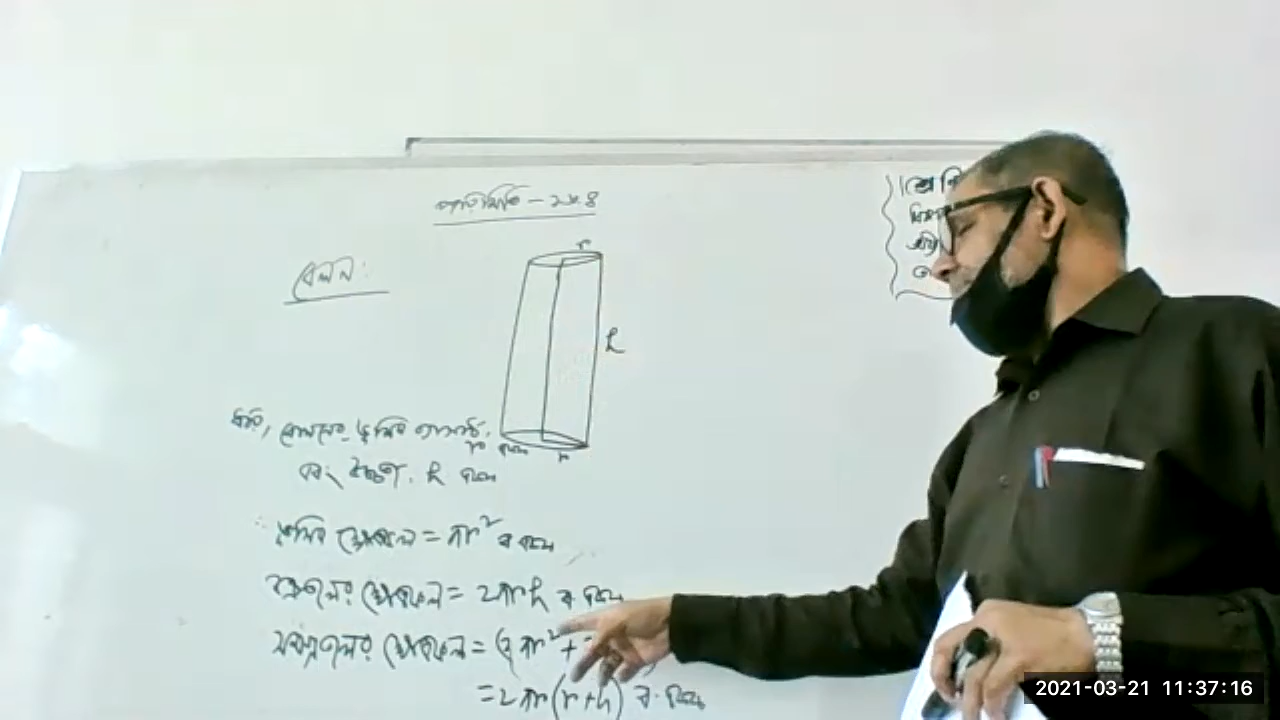 পরিমিতি - ১৬.৪
বেলন:
r
h
ধরি, বেলনের ভূমির ব্যাসার্ধ
r একক
r
এবং উচ্চতা h একক
∴ ভূমির ক্ষেত্রফল = πr² ব. একক
বক্রতলের ক্ষেত্রফল = 2πrh ব. একক
সমগ্রতলের ক্ষেত্রফল = (2πr² +
= 2πr(r+h) ব. একক
2021-03-21 11:37:16